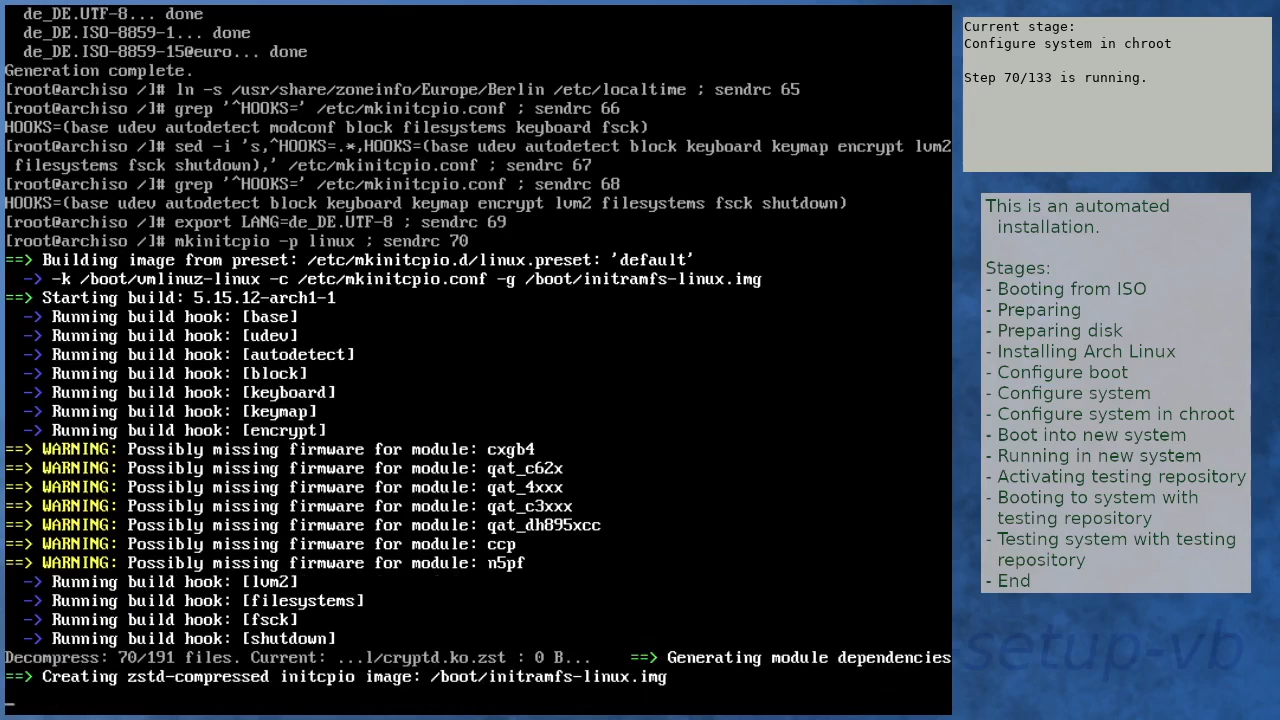 de_DE.UTF-8... done
de_DE.ISO-8859-1... done
de_DE.ISO-8859-15@euro... done
Generation complete.
[root@archiso /]# ln -s /usr/share/zoneinfo/Europe/Berlin /etc/localtime ; sendrc 65
[root@archiso /]# grep '^HOOKS=' /etc/mkinitcpio.conf ; sendrc 66
HOOKS=(base udev autodetect modconf block filesystems keyboard fsck)
[root@archiso /]# sed -i 's,^HOOKS=.*,HOOKS=(base udev autodetect block keyboard keymap encrypt lvm2
 filesystems fsck shutdown),' /etc/mkinitcpio.conf ; sendrc 67
[root@archiso /]# grep '^HOOKS=' /etc/mkinitcpio.conf ; sendrc 68
HOOKS=(base udev autodetect block keyboard keymap encrypt lvm2 filesystems fsck shutdown)
[root@archiso /]# export LANG=de_DE.UTF-8 ; sendrc 69
[root@archiso /]# mkinitcpio -p linux ; sendrc 70
==> Building image from preset: /etc/mkinitcpio.d/linux.preset: 'default'
  -> -k /boot/vmlinuz-linux -c /etc/mkinitcpio.conf -g /boot/initramfs-linux.img
==> Starting build: 5.15.12-arch1-1
  -> Running build hook: [base]
  -> Running build hook: [udev]
  -> Running build hook: [autodetect]
  -> Running build hook: [block]
  -> Running build hook: [keyboard]
  -> Running build hook: [keymap]
  -> Running build hook: [encrypt]
==> WARNING: Possibly missing firmware for module: cxgb4
==> WARNING: Possibly missing firmware for module: qat_c62x
==> WARNING: Possibly missing firmware for module: qat_4xxx
==> WARNING: Possibly missing firmware for module: qat_c3xxx
==> WARNING: Possibly missing firmware for module: qat_dh895xcc
==> WARNING: Possibly missing firmware for module: ccp
==> WARNING: Possibly missing firmware for module: n5pf
  -> Running build hook: [lvm2]
  -> Running build hook: [filesystems]
  -> Running build hook: [fsck]
  -> Running build hook: [shutdown]
Decompress: 70/191 files. Current: ...l/cryptd.ko.zst : 0 B...    ==> Generating module dependencies
==> Creating zstd-compressed initcpio image: /boot/initramfs-linux.img
Current stage:
Configure system in chroot
Step 70/133 is running.
This is an automated
installation.
Stages:
- Booting from ISO
- Preparing
- Preparing disk
- Installing Arch Linux
- Configure boot
- Configure system
- Configure system in chroot
- Boot into new system
- Running in new system
- Activating testing repository
- Booting to system with
testing repository
- Testing system with testing
repository
- End
setup-vb